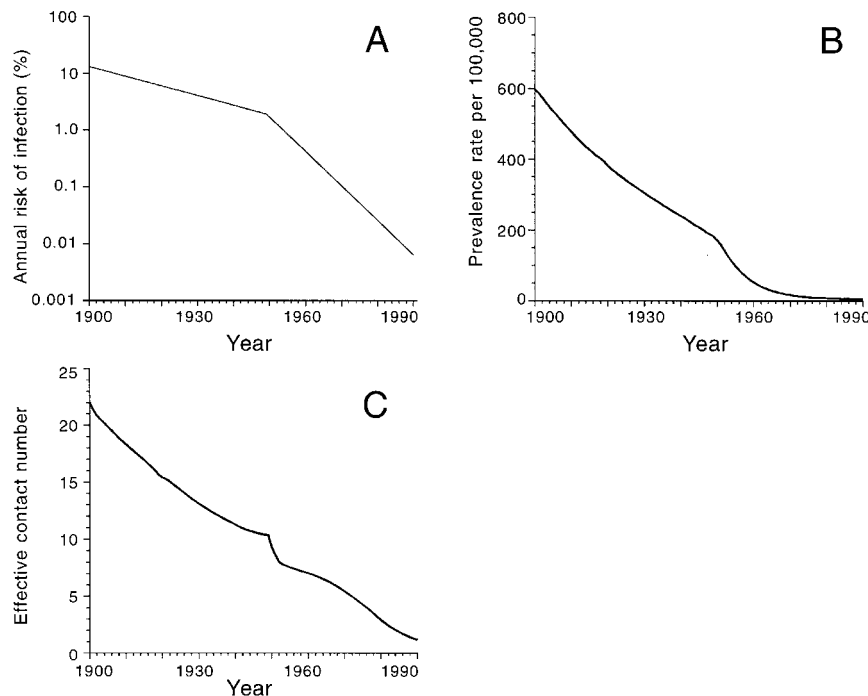 A
Annual risk of infection (%)
100
10
1.0
0.1
0.01
0.001
1900 1930 1960 1990
Year
B
Prevalence rate per 100,000
800
600
400
200
0
1900 1930 1960 1990
Year
C
Effective contact number
25
20
15
10
5
0
1900 1930 1960 1990
Year